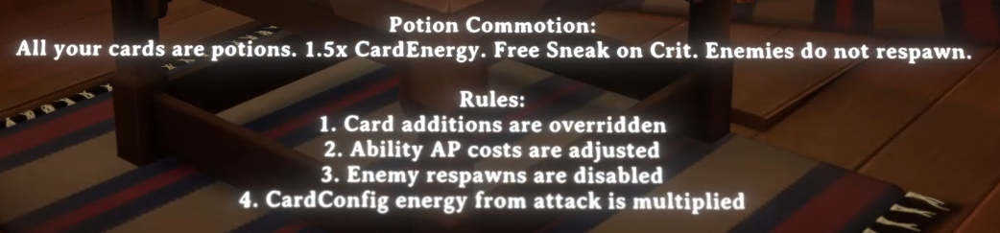 Potion Commotion:
All your cards are potions. 1.5x CardEnergy. Free Sneak on Crit. Enemies do not respawn.
Rules:
1. Card additions are overridden
2. Ability AP costs are adjusted
3. Enemy respawns are disabled
4. CardConfig energy from attack is multiplied